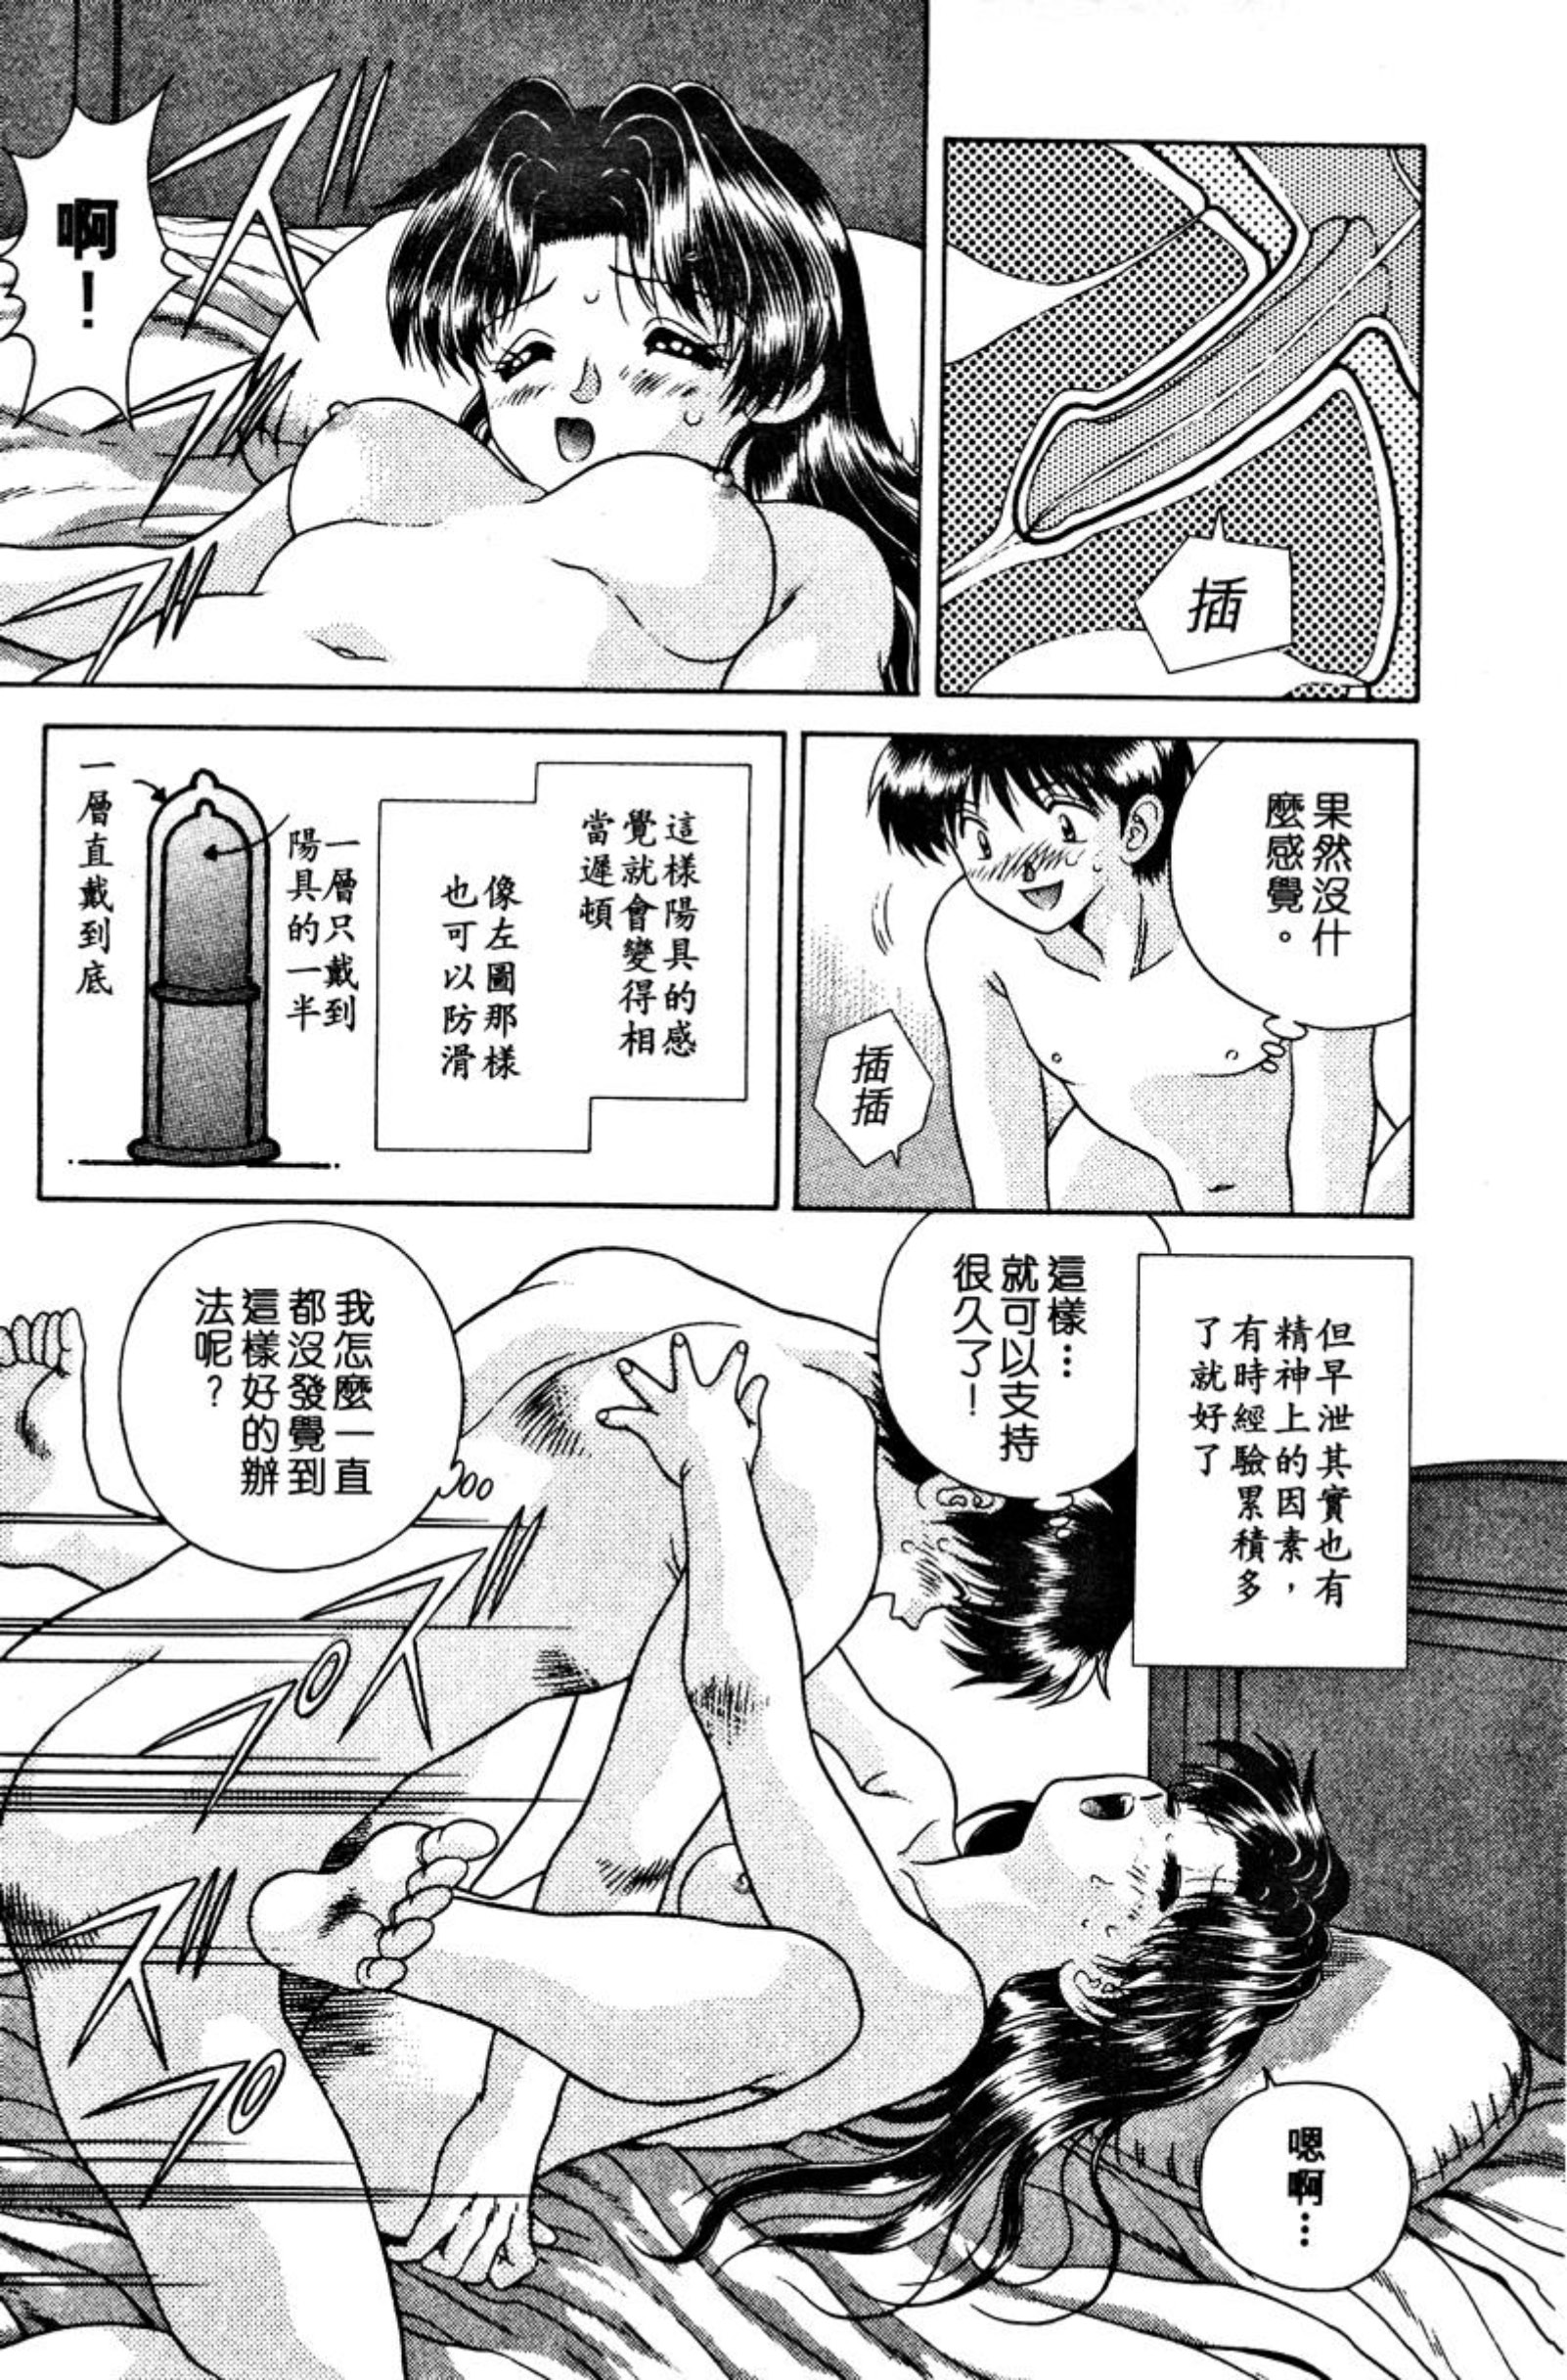 插
啊！
果然沒什
麼感覺。
插插
這樣陽具的感
覺就會變得相
當遲頓
像左圖那樣
也可以防滑
一層只戴到
陽具的一半
一層直戴到底
但早泄其實也有
精神上的因素，
有時經驗累積多
了就好了
這樣…
就可以支持
很久了！
我怎麼一直
都沒發覺到
這樣好的辦
法呢？
嗯啊…